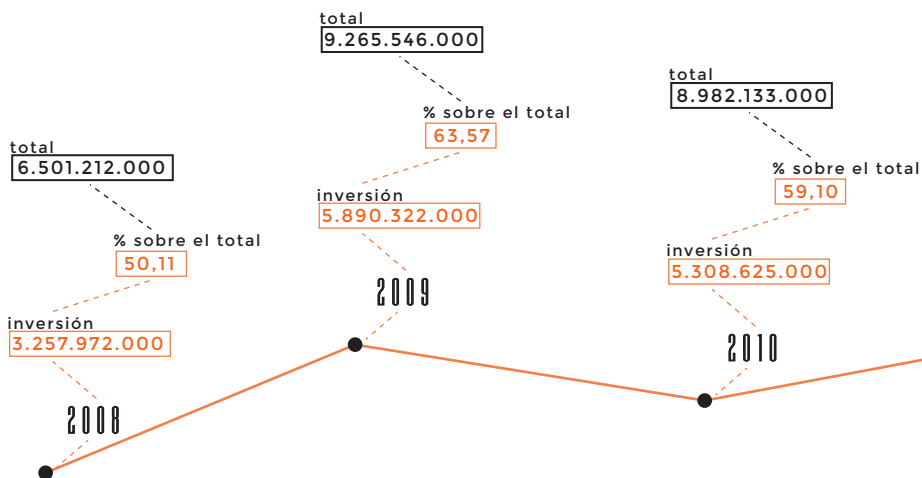 total
6.501.212.000
% sobre el total
50,11
inversión
3.257.972.000
2008
total
9.265.546.000
% sobre el total
63,57
inversión
5.890.322.000
2009
total
8.982.133.000
% sobre el total
59,10
inversión
5.308.625.000
2010